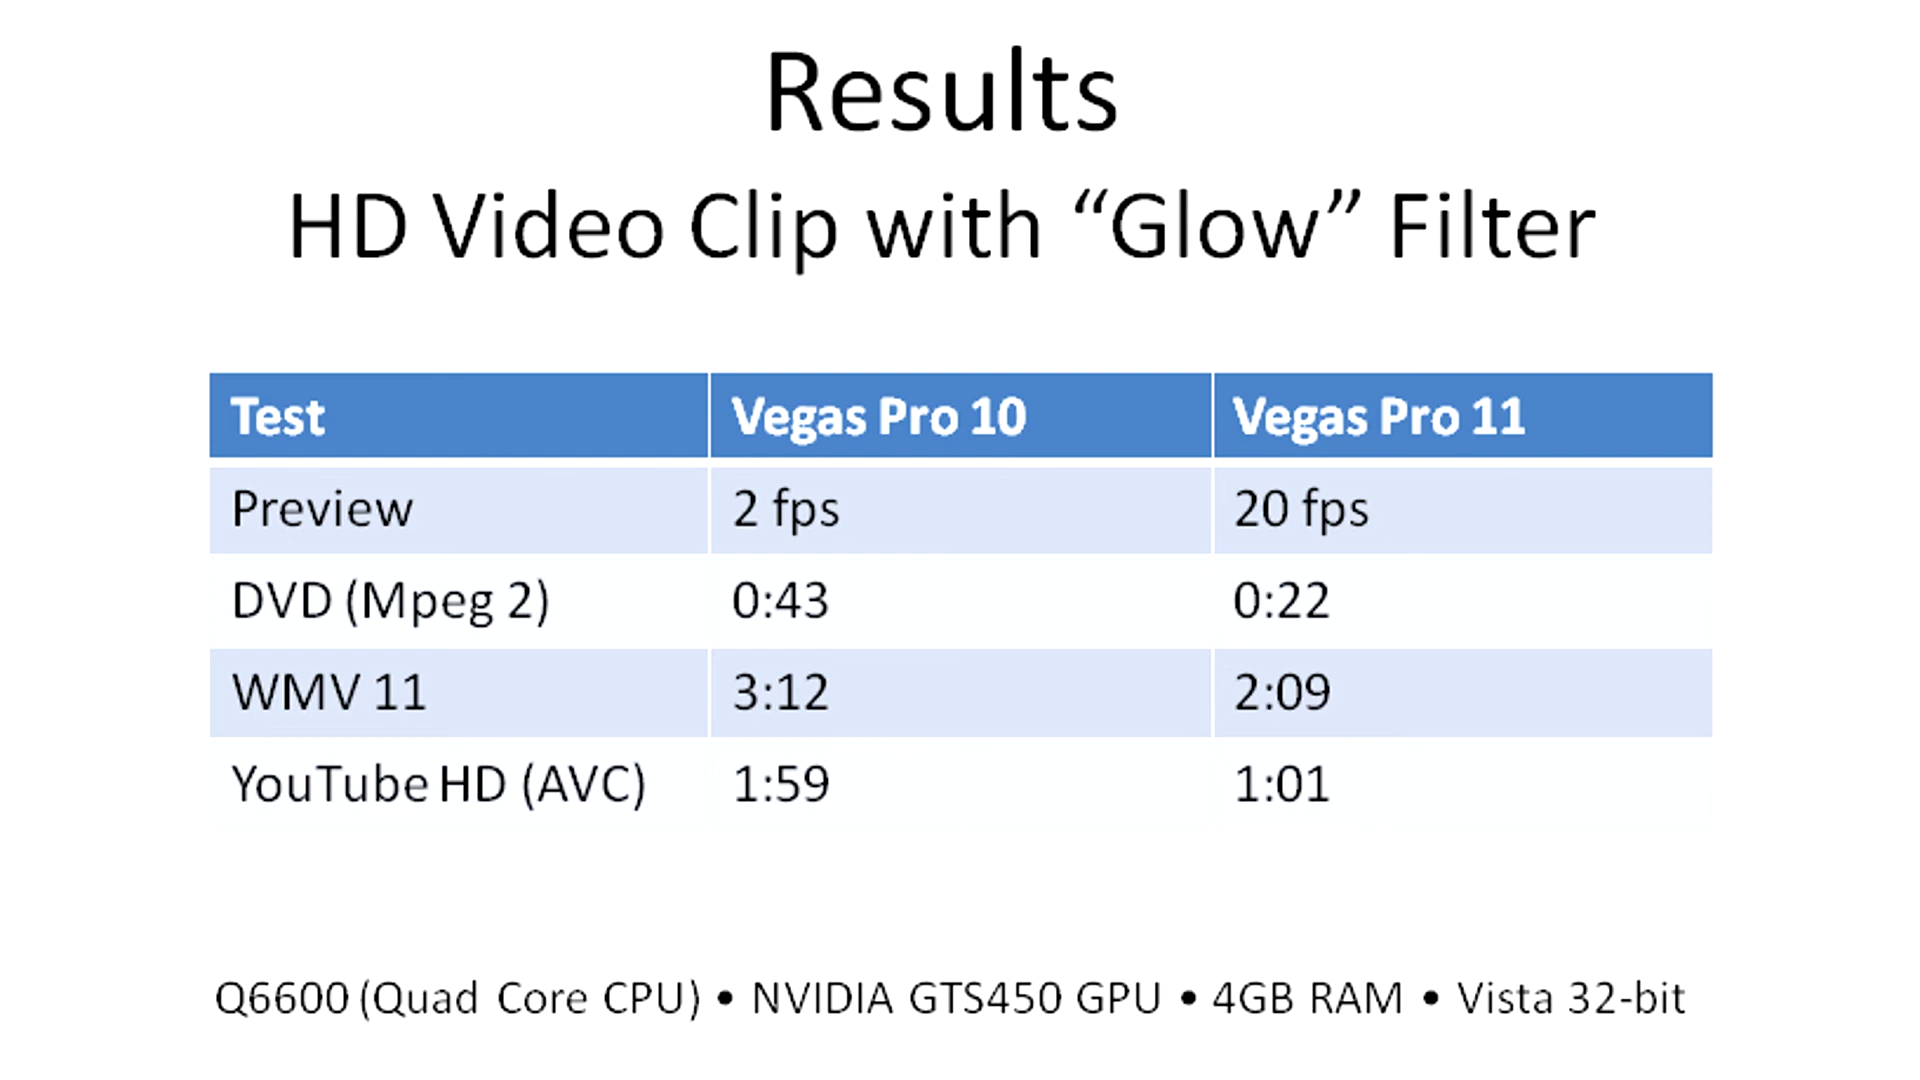 Results
HD Video Clip with “Glow” Filter
Test Vegas Pro 10 Vegas Pro 11
Preview 2 fps 20 fps
DVD (Mpeg 2) 0:43 0:22
WMV 11 3:12 2:09
YouTube HD (AVC) 1:59 1:01
Q6600 (Quad Core CPU) • NVIDIA GTS450 GPU • 4GB RAM • Vista 32-bit